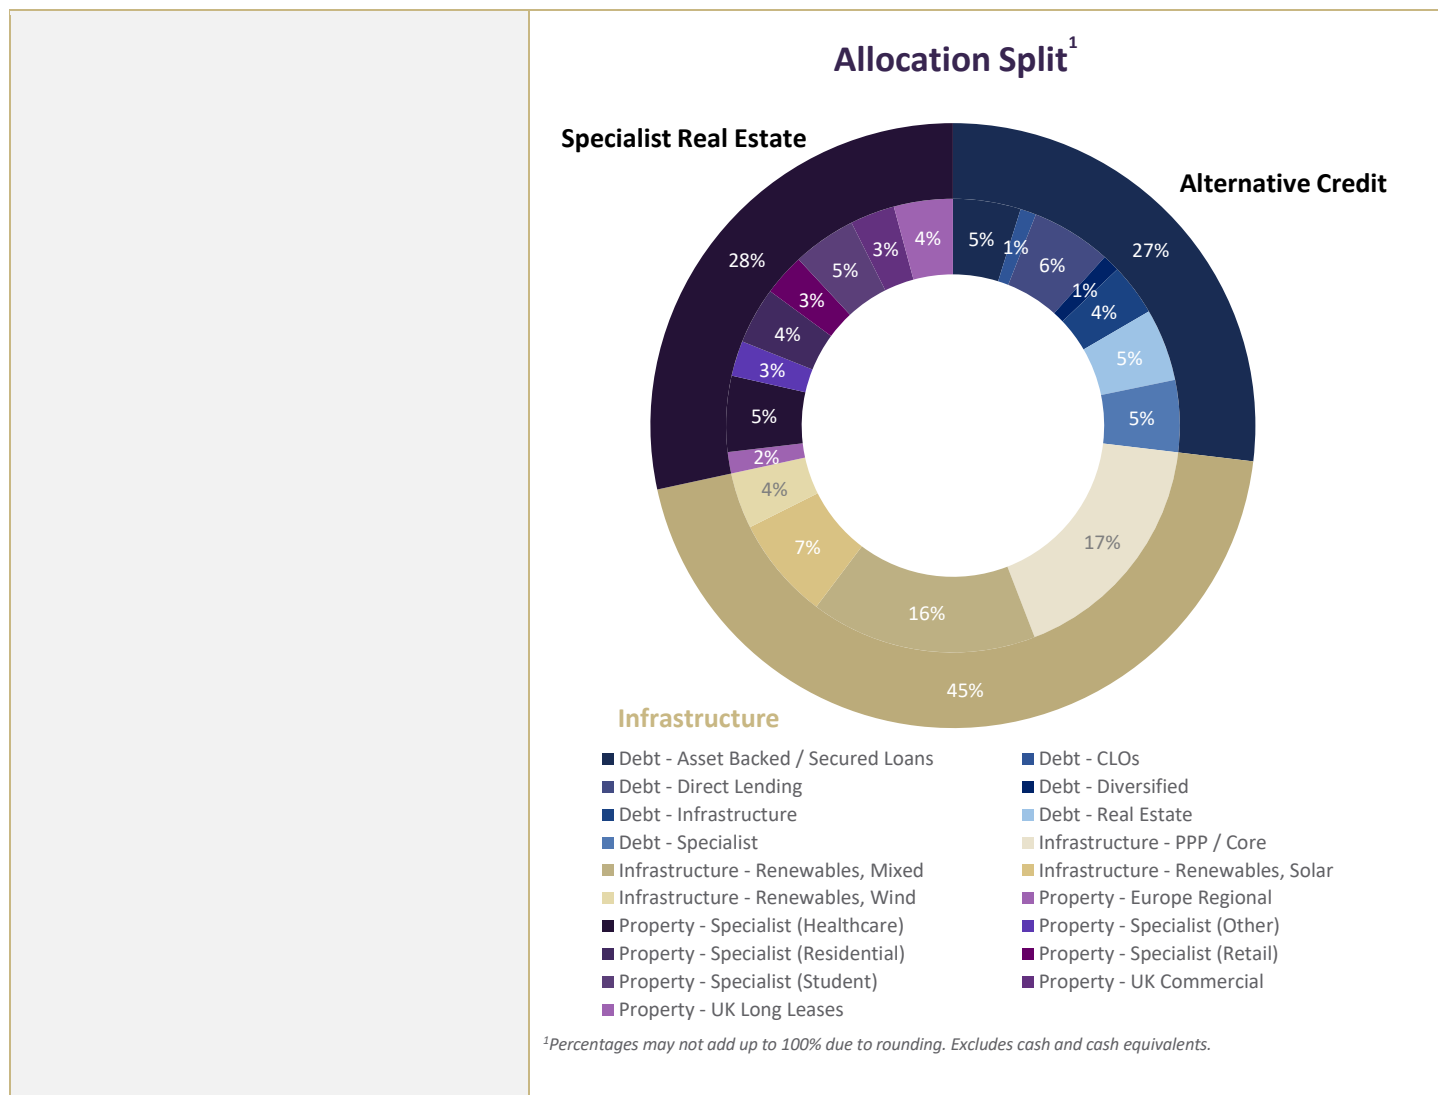 Allocation Split1
Specialist Real Estate
Alternative Credit
5%
1%
6%
1%
4%
5%
5%
17%
16%
7%
4%
2%
5%
3%
4%
3%
5%
3%
4%
27%
45%
28%
Infrastructure
Debt - Asset Backed / Secured Loans
Debt - CLOs
Debt - Direct Lending
Debt - Diversified
Debt - Infrastructure
Debt - Real Estate
Debt - Specialist
Infrastructure - PPP / Core
Infrastructure - Renewables, Mixed
Infrastructure - Renewables, Solar
Infrastructure - Renewables, Wind
Property - Europe Regional
Property - Specialist (Healthcare)
Property - Specialist (Other)
Property - Specialist (Residential)
Property - Specialist (Retail)
Property - Specialist (Student)
Property - UK Commercial
Property - UK Long Leases
1Percentages may not add up to 100% due to rounding. Excludes cash and cash equivalents.